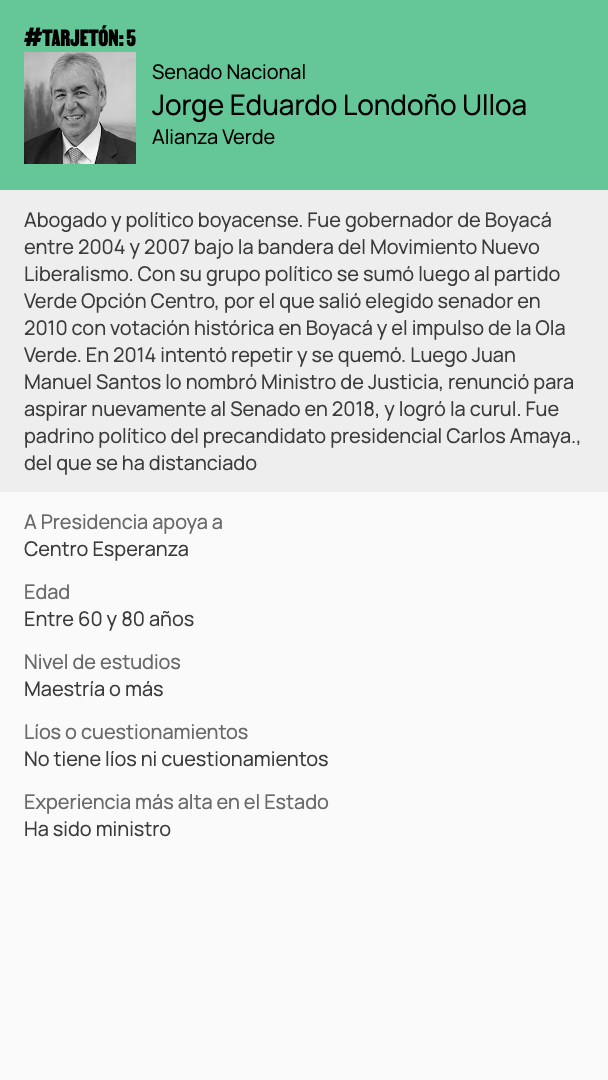 #TARJETÓN: 5
Senado Nacional
Jorge Eduardo Londoño Ulloa
Alianza Verde
Abogado y político boyacense. Fue gobernador de Boyacá
entre 2004 y 2007 bajo la bandera del Movimiento Nuevo
Liberalismo. Con su grupo político se sumó luego al partido
Verde Opción Centro, por el que salió elegido senador en
2010 con votación histórica en Boyacá y el impulso de la Ola
Verde. En 2014 intentó repetir y se quemó. Luego Juan
Manuel Santos lo nombró Ministro de Justicia, renunció para
aspirar nuevamente al Senado en 2018, y logró la curul. Fue
padrino político del precandidato presidencial Carlos Amaya.,
del que se ha distanciado
A Presidencia apoya a
Centro Esperanza
Edad
Entre 60 y 80 años
Nivel de estudios
Maestría o más
Líos o cuestionamientos
No tiene líos ni cuestionamientos
Experiencia más alta en el Estado
Ha sido ministro